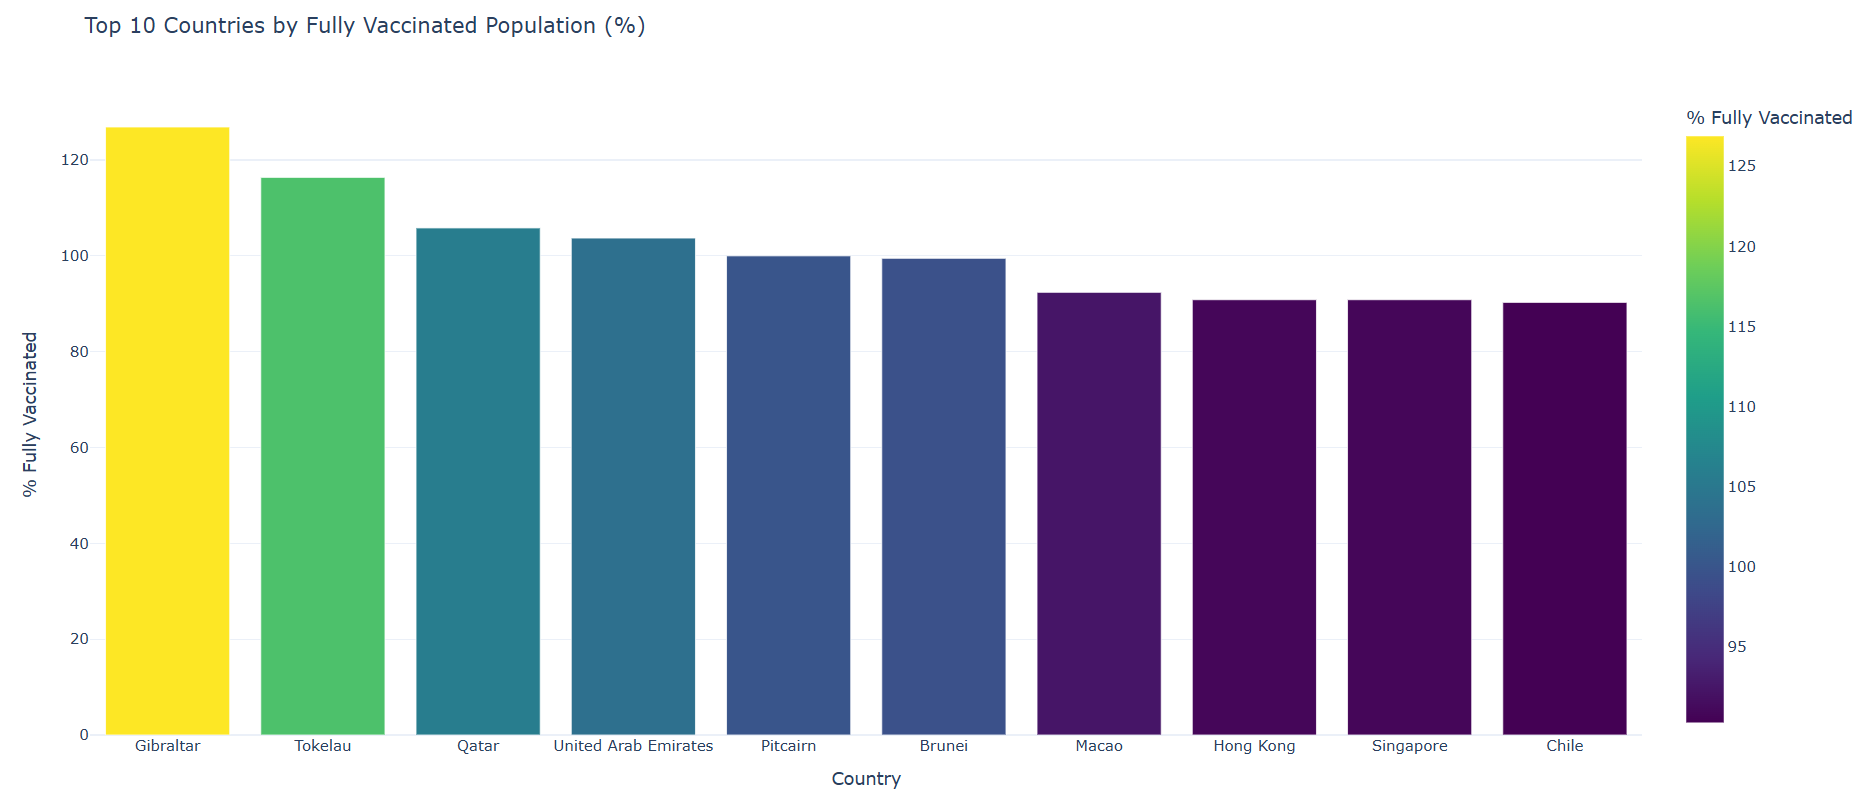 Top 10 Countries by Fully Vaccinated Population (%)
% Fully Vaccinated
120
100
80
60
40
20
0
Gibraltar Tokelau Qatar United Arab Emirates Pitcairn Brunei Macao Hong Kong Singapore Chile
Country
% Fully Vaccinated
125
120
115
110
105
100
95